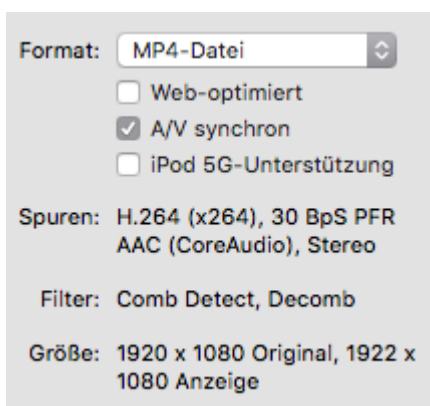 Format: MP4-Datei
Web-optimiert
A/V synchron
iPod 5G-Unterstützung
Spuren: H.264 (x264), 30 BpS PFR
AAC (CoreAudio), Stereo
Filter: Comb Detect, Decomb
Größe: 1920 x 1080 Original, 1922 x
1080 Anzeige